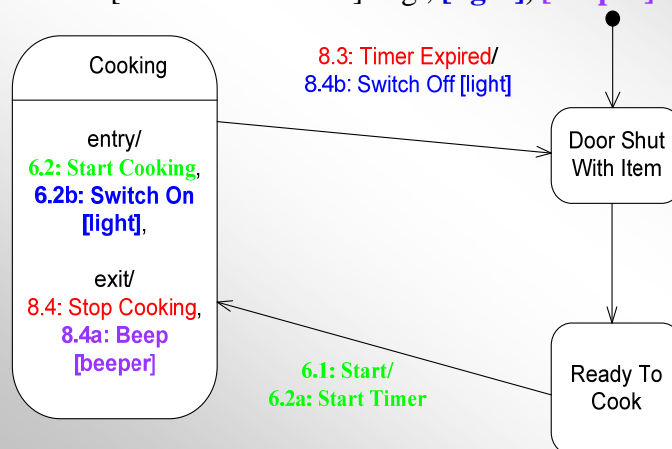 Cooking
entry/
6.2: Start Cooking,
6.2b: Switch On
[light],
exit/
8.4: Stop Cooking,
8.4a: Beep
[beeper]
8.3: Timer Expired/
8.4b: Switch Off [light]
Door Shut
With Item
6.1: Start/
6.2a: Start Timer
Ready To
Cook